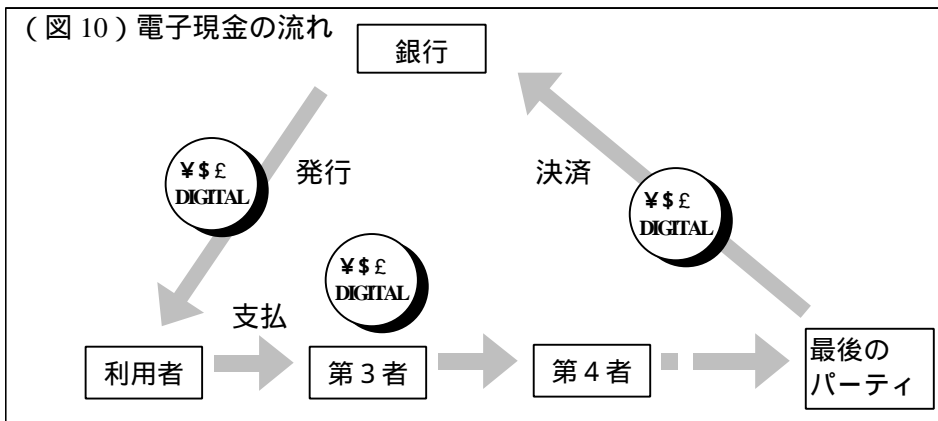 （図10）電子現金の流れ
銀行
¥$£
DIGITAL
発行
決済
¥$£
DIGITAL
¥$£
DIGITAL
支払
利用者
第３者
第４者
最後の
パーティ